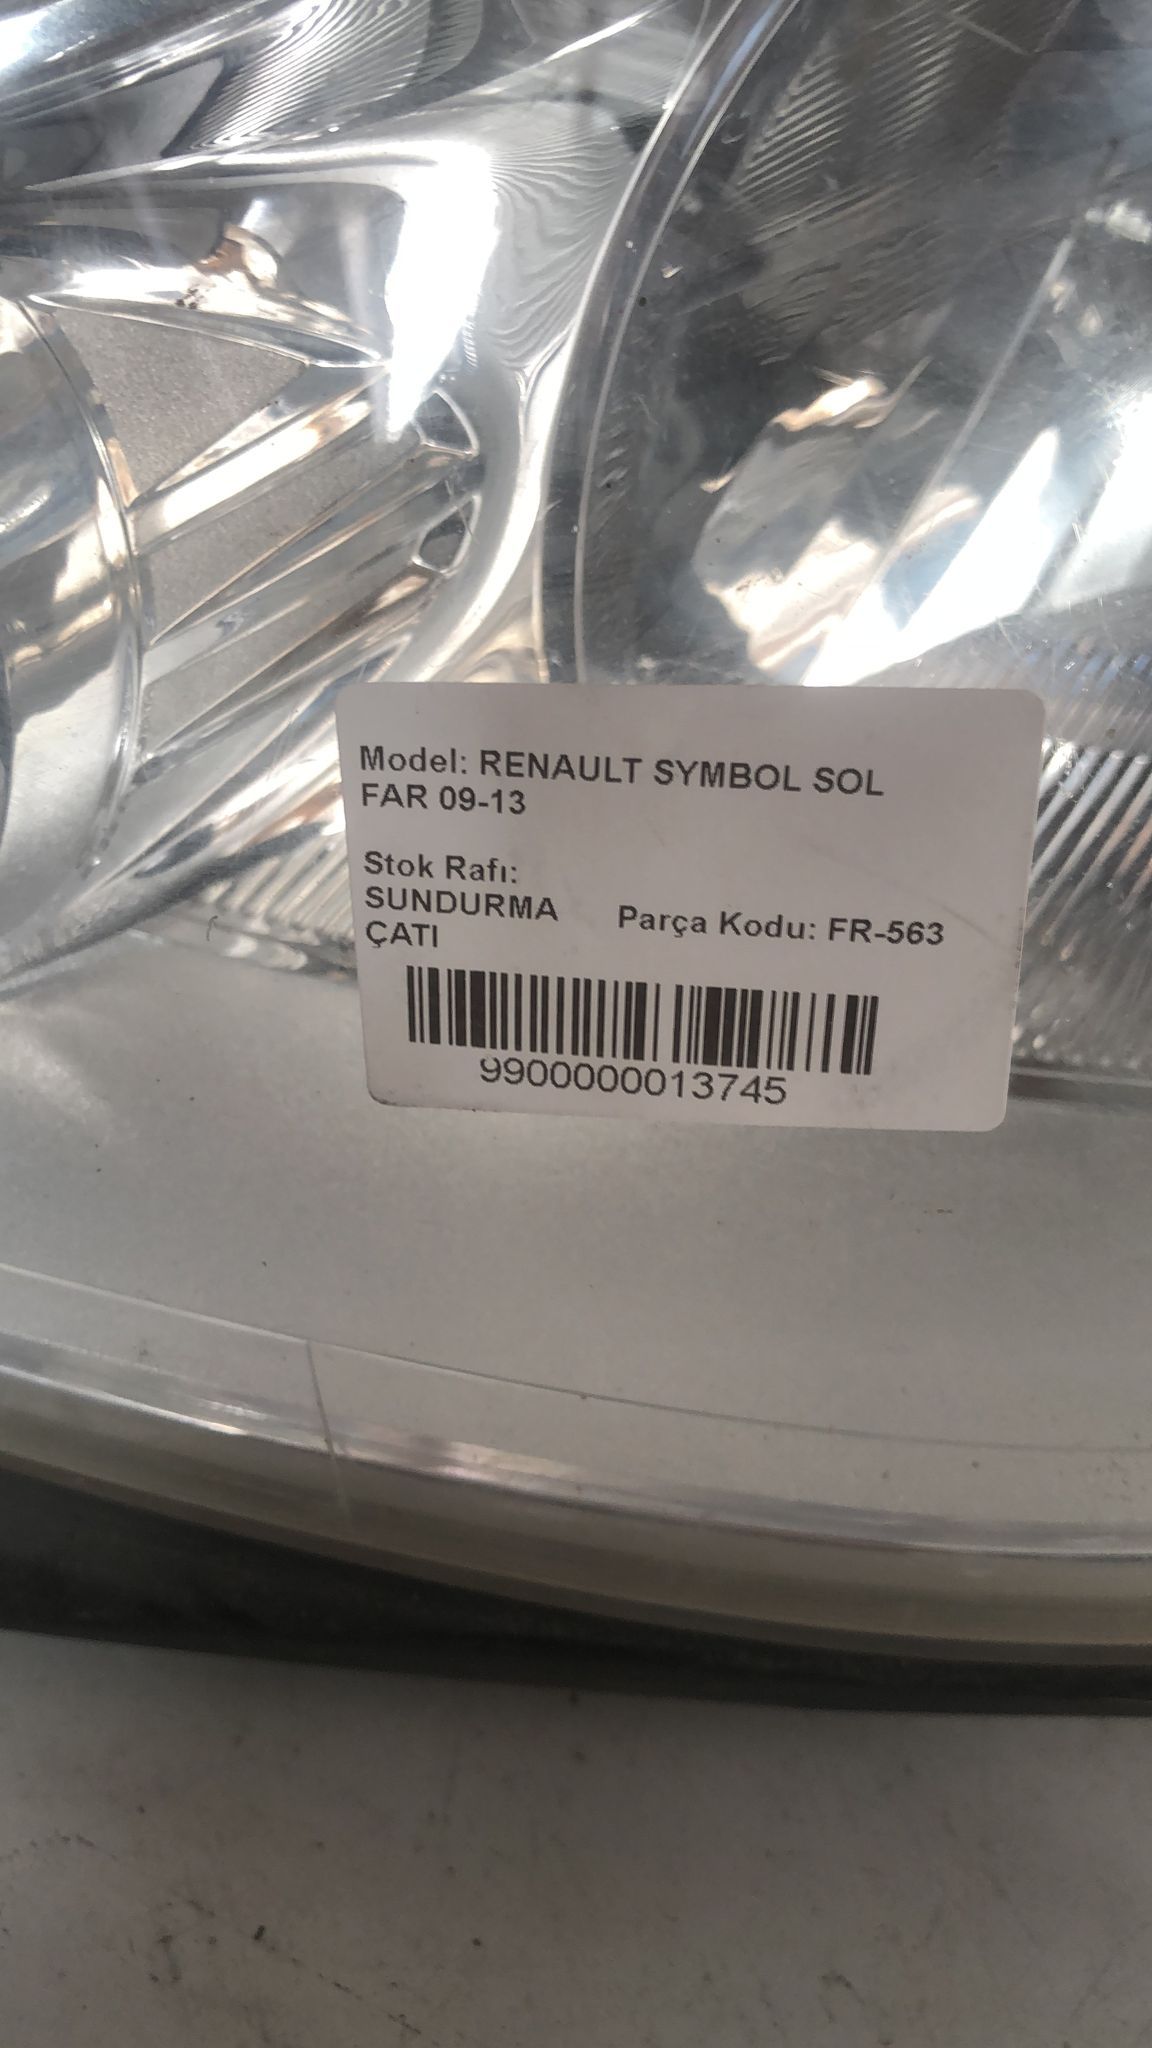 Model: RENAULT SYMBOL SOL
FAR 09-13
Stok Rafı:
SUNDURMA
ÇATI
Parça Kodu: FR-563
9900000013745